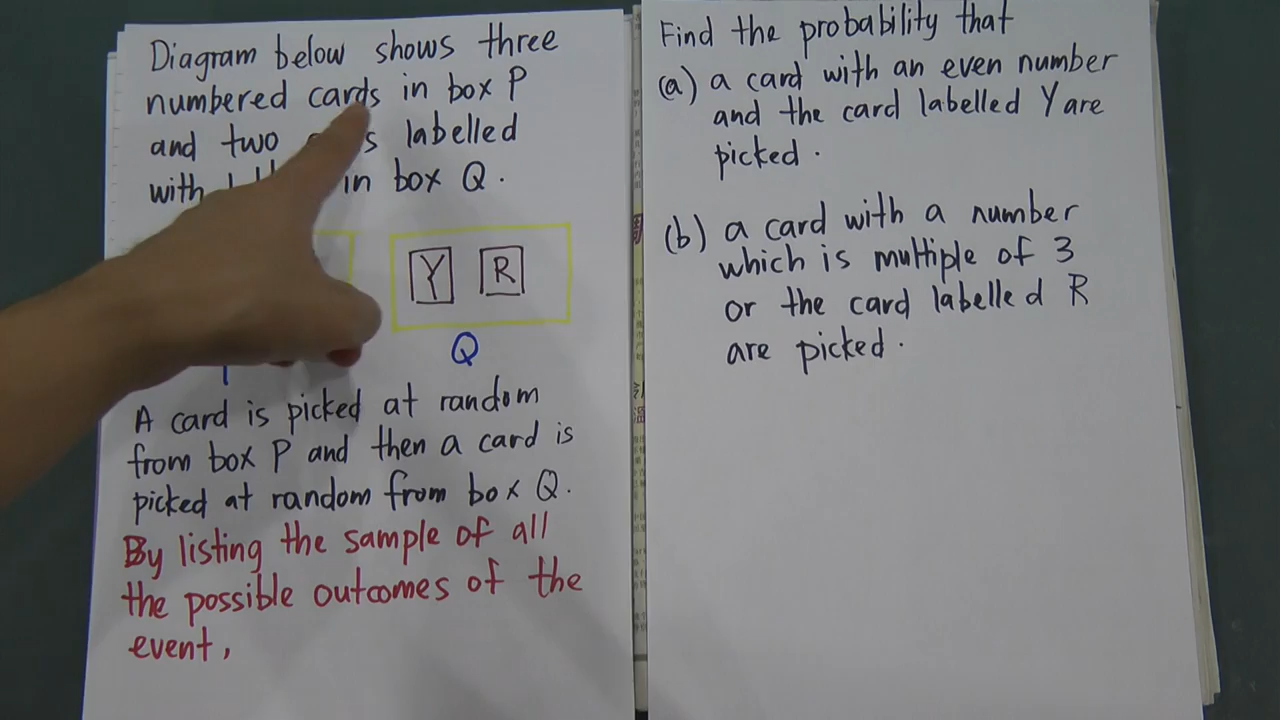 Diagram below shows three
numbered cards in box P
and two labelled
with in box Q.
Y R
Q
A card is picked at random
from box P and then a card is
picked at random from box Q.
By listing the sample of all
the possible outcomes of the
event,
Find the probability that
(a) a card with an even number
and the card labelled Y are
picked.
(b) a card with a number
which is multiple of 3
or the card labelled R
are picked.